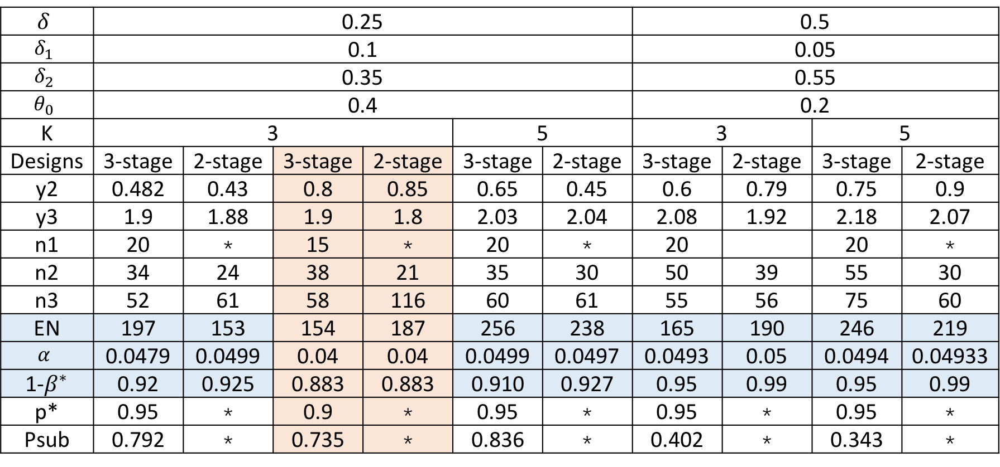 δ 0.25 0.5
δ₁ 0.1 0.05
δ₂ 0.35 0.55
θ₀ 0.4 0.2
K 3 5 3 5
Designs 3-stage 2-stage 3-stage 2-stage 3-stage 2-stage 3-stage 2-stage 3-stage 2-stage
y2 0.482 0.43 0.8 0.85 0.65 0.45 0.6 0.79 0.75 0.9
y3 1.9 1.88 1.9 1.8 2.03 2.04 2.08 1.92 2.18 2.07
n1 20 * 15 * 20 * 20 20 *
n2 34 24 38 21 35 30 50 39 55 30
n3 52 61 58 116 60 61 55 56 75 60
EN 197 153 154 187 256 238 165 190 246 219
α 0.0479 0.0499 0.04 0.04 0.0499 0.0497 0.0493 0.05 0.0494 0.04933
1-β* 0.92 0.925 0.883 0.883 0.910 0.927 0.95 0.99 0.95 0.99
p* 0.95 * 0.9 * 0.95 * 0.95 * 0.95 *
Psub 0.792 * 0.735 * 0.836 * 0.402 * 0.343 *